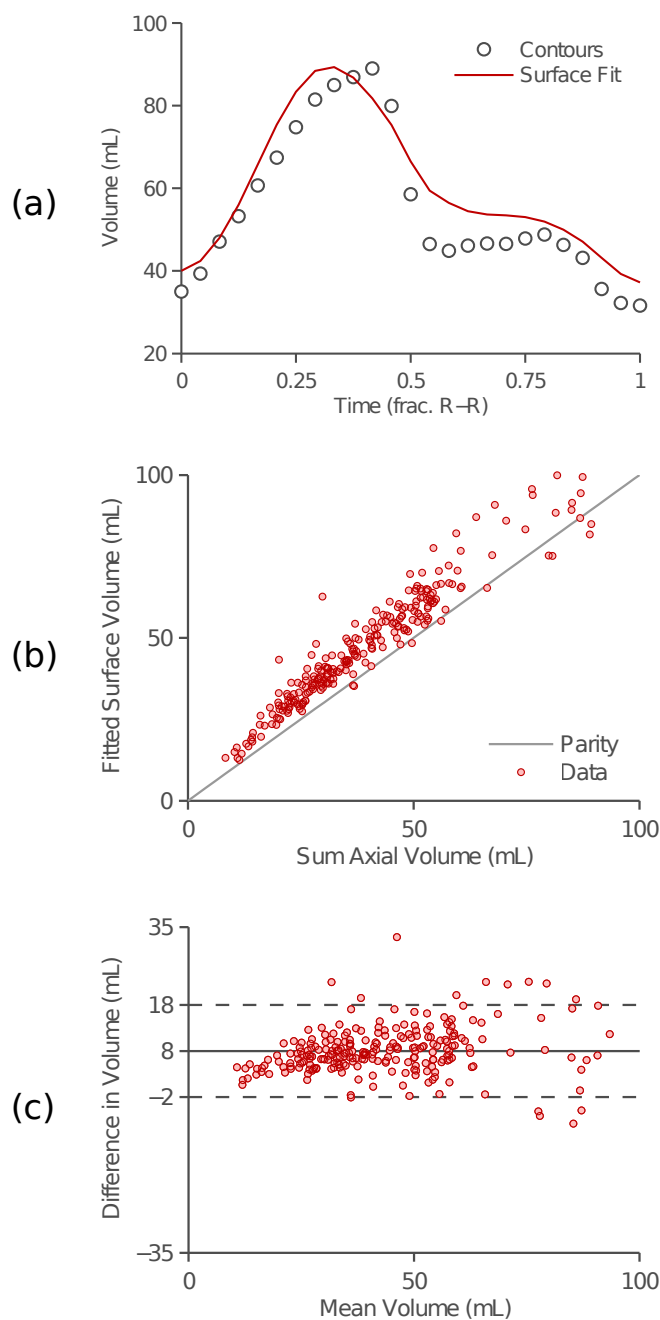 (a)
100
80
60
40
20
Volume (mL)
Contours
Surface Fit
0
0.25
0.5
0.75
1
Time (frac. R−R)
(b)
100
50
0
Fitted Surface Volume (mL)
Parity
Data
0
50
100
Sum Axial Volume (mL)
(c)
35
18
8
−2
−35
Difference in Volume (mL)
0
50
100
Mean Volume (mL)